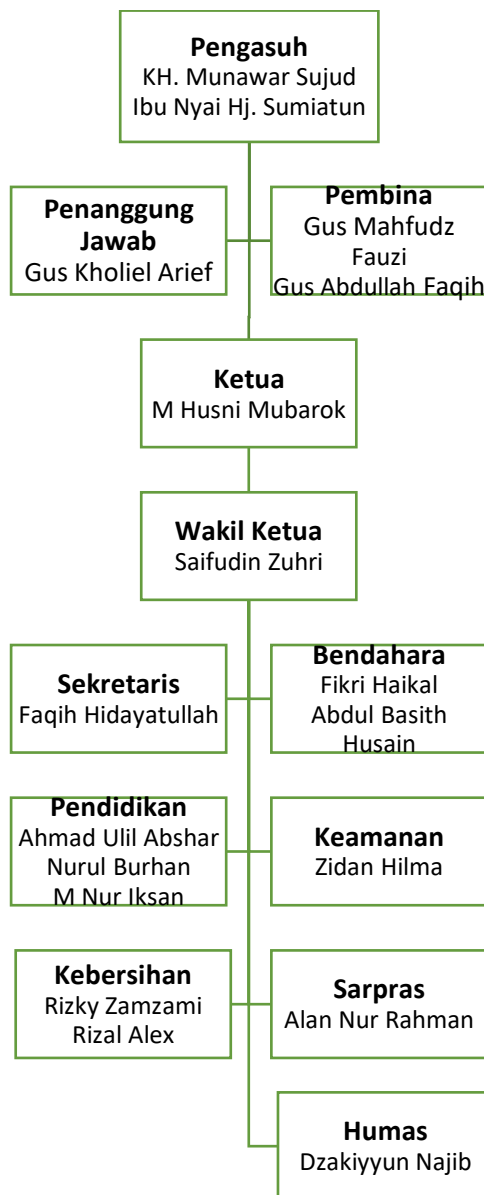 Pengasuh
KH. Munawar Sujud
Ibu Nyai Hj. Sumiatun
Penanggung
Jawab
Gus Kholiel Arief
Pembina
Gus Mahfudz
Fauzi
Gus Abdullah Faqih
Ketua
M Husni Mubarok
Wakil Ketua
Saifudin Zuhri
Sekretaris
Faqih Hidayatullah
Bendahara
Fikri Haikal
Abdul Basith
Husain
Pendidikan
Ahmad Ulil Abshar
Nurul Burhan
M Nur Iksan
Keamanan
Zidan Hilma
Kebersihan
Rizky Zamzami
Rizal Alex
Sarpras
Alan Nur Rahman
Humas
Dzakiyyun Najib